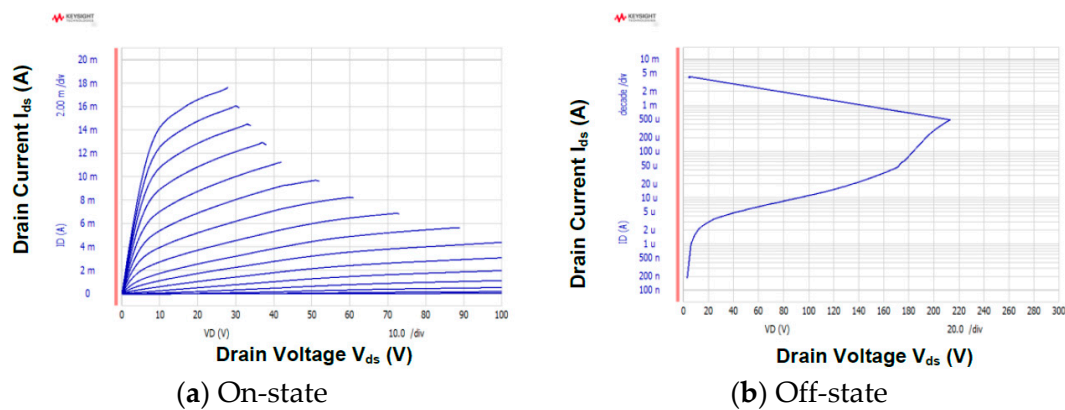 KEYSIGHT
TECHNOLOGIES
Drain Current Ids (A)
2.00 m /div
ID (A)
20 m
18 m
16 m
14 m
12 m
10 m
8 m
6 m
4 m
2 m
0
0 10 20 30 40 50 60 70 80 90 100
VD (V) 10.0 /div
Drain Voltage Vds (V)
(a) On-state
KEYSIGHT
TECHNOLOGIES
Drain Current Ids (A)
decade /div
ID (A)
10 m
5 m
2 m
1 m
500 u
200 u
100 u
50 u
20 u
10 u
5 u
2 u
1 u
500 n
200 n
100 n
0 20 40 60 80 100 120 140 160 180 200 220 240 260 280 300
VD (V) 20.0 /div
Drain Voltage Vds (V)
(b) Off-state